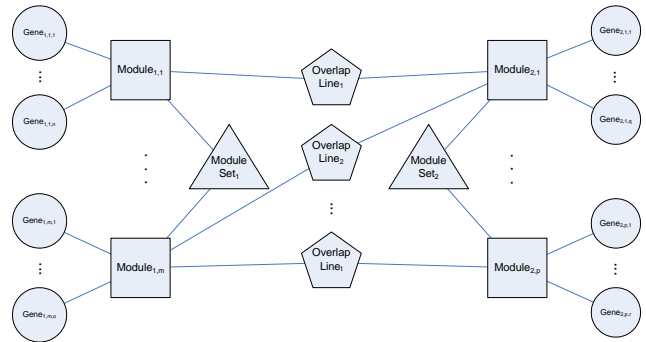 Gene1,1,1
Gene2,1,1
Module1,1
Overlap
Line1
Module2,1
Gene1,1,n
Gene2,1,q
Overlap
Line2
Module
Set1
Module
Set2
Gene1,m,1
Gene2,p,1
Module1,m
Overlap
Linet
Module2,p
Gene1,m,o
Gene2,p,r